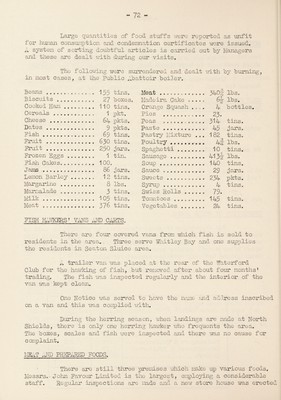 - 72 -
Large quantities of food stuffs were reported as unfit
for human consumption and condemnation certificates were issued.
A system of sorting doubtful articles is carried out by Managers
and these are dealt with during our visits.
The following were surrendered and dealt with by burning,
in most cases, at the Public Abattoir boiler.
Beans .......... 155 tins. Meat .......... 340½ lbs.
Biscuits ........ 27 boxes. Madeira Cake .... 6½ lbs.
Cooked Ham ...... 110 tins. Orange Squash ... 4 bottles.
Cereals ......... 1 pkt. Pies ............ 23.
Cheese .......... 64 pkts. Peas ........... 314 tins.
Dates ........... 9 pkts. Paste .......... 45 jars.
Fish ............ 69 tins. Pastry Mixture .. 182 tins.
Fruit .......... 630 tins. Poultry ......... 4½ lbs.
Fruit .......... 250 jars. Spaghetti ....... 10 tins.
Frozen Eggs ..... 1 tin. Sausage ........ 413½ lbs.
Fish Cakes...... 100. Soup ........... 140 tins.
Jams ............ 86 jars. Sauce ........... 29 jars.
Lemon Barley .... 12 tins. Sweets ......... 234 pkts.
Margarine ....... 8 lbs. Syrup ........... 4 tins.
Marmalade ....... 3 tins. Swiss Rolls ..... 79.
Milk ........... 105 tins. Tomatoes ....... 145 tins.
Meat ........... 376 tins. Vegetables ...... 24 tins.
FISH HAWKERS' VANS AND CARTS.
There are four covered vans from which fish is sold to
residents in the area. Three serve Whitley Bay and one supplies
the residents in Seaton Sluice area.
A trailer van was placed at the rear of the Waterford
Club for the hawking of fish, but removed after about four months'
trading. The fish was inspected regularly and the interior of the
van was kept clean.
One Notice was served to have the name and address inscribed
on a van and this was complied with.
During the herring season, when landings are made at North
Shields, there is only one herring hawker who frequents the area.
The boxes, scales and fish were inspected and there was no cause for
complaint.
MEAT AND PREPARED FOODS.
There are still three premises which make up various foods.
Messrs. John Favour Limited is the largest, employing a considerable
staff. Regular inspections are made and a new store house was erected